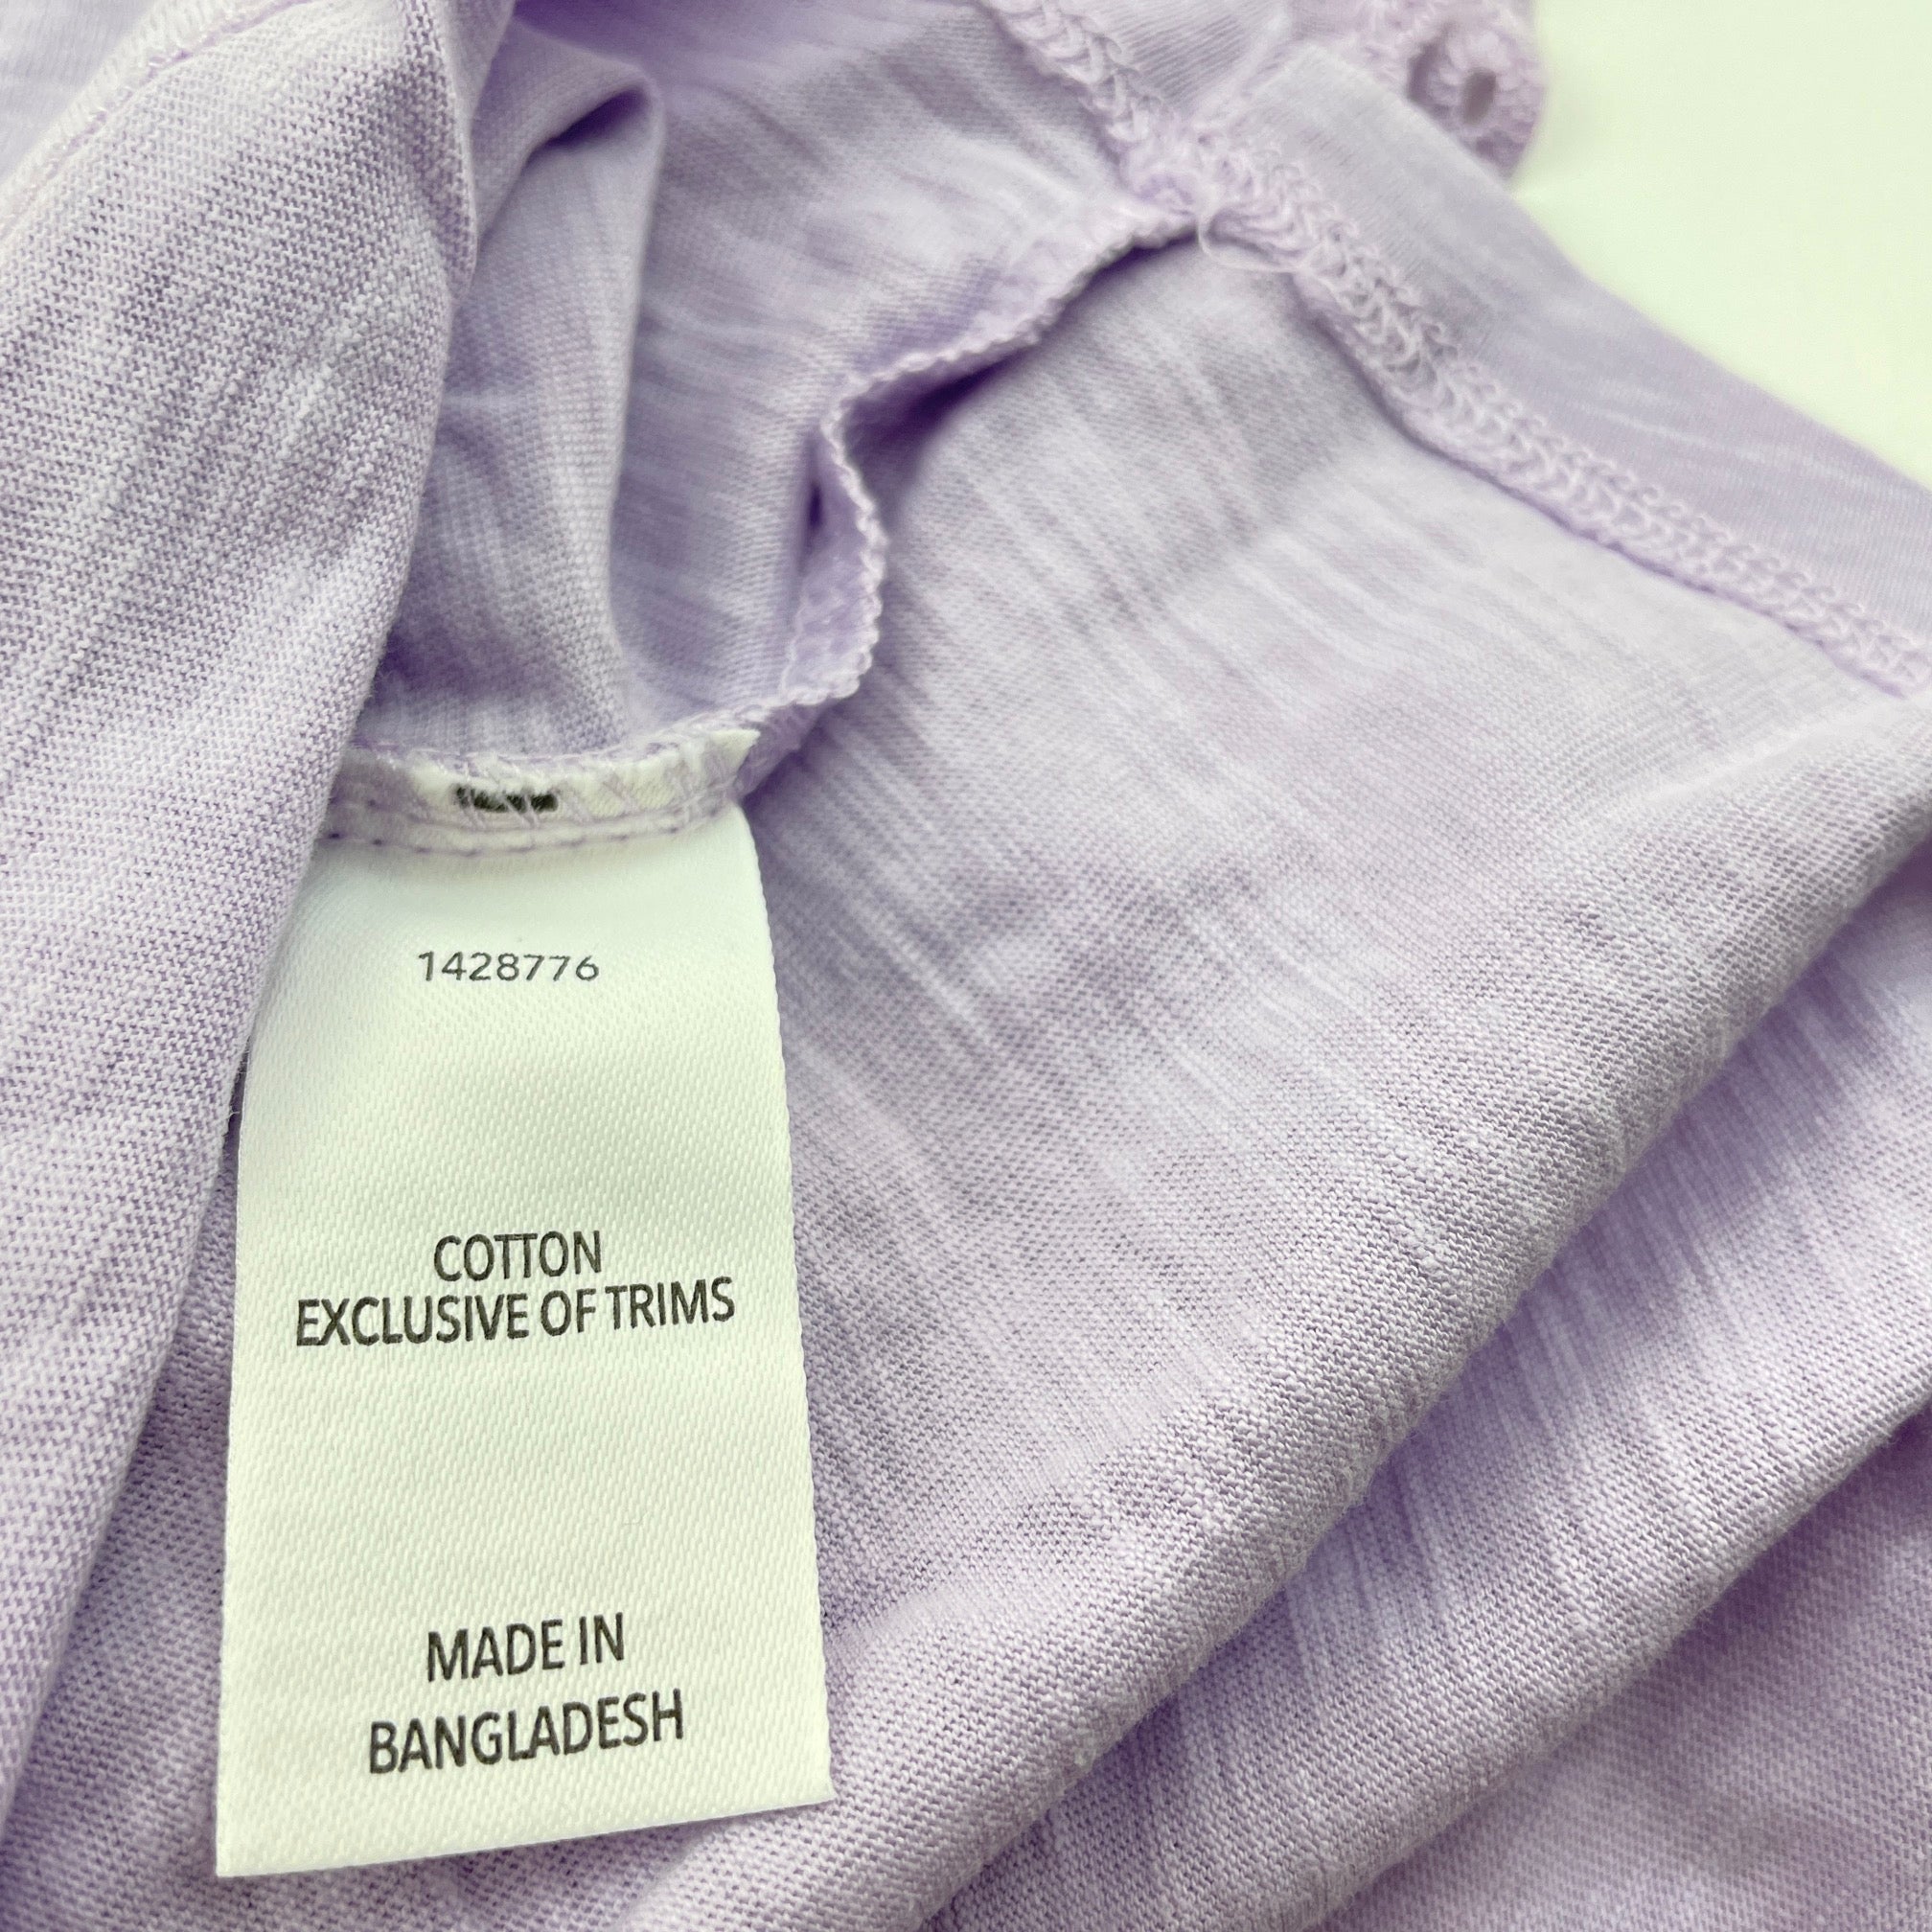 1428776
COTTON
EXCLUSIVE OF TRIMS
MADE IN
BANGLADESH